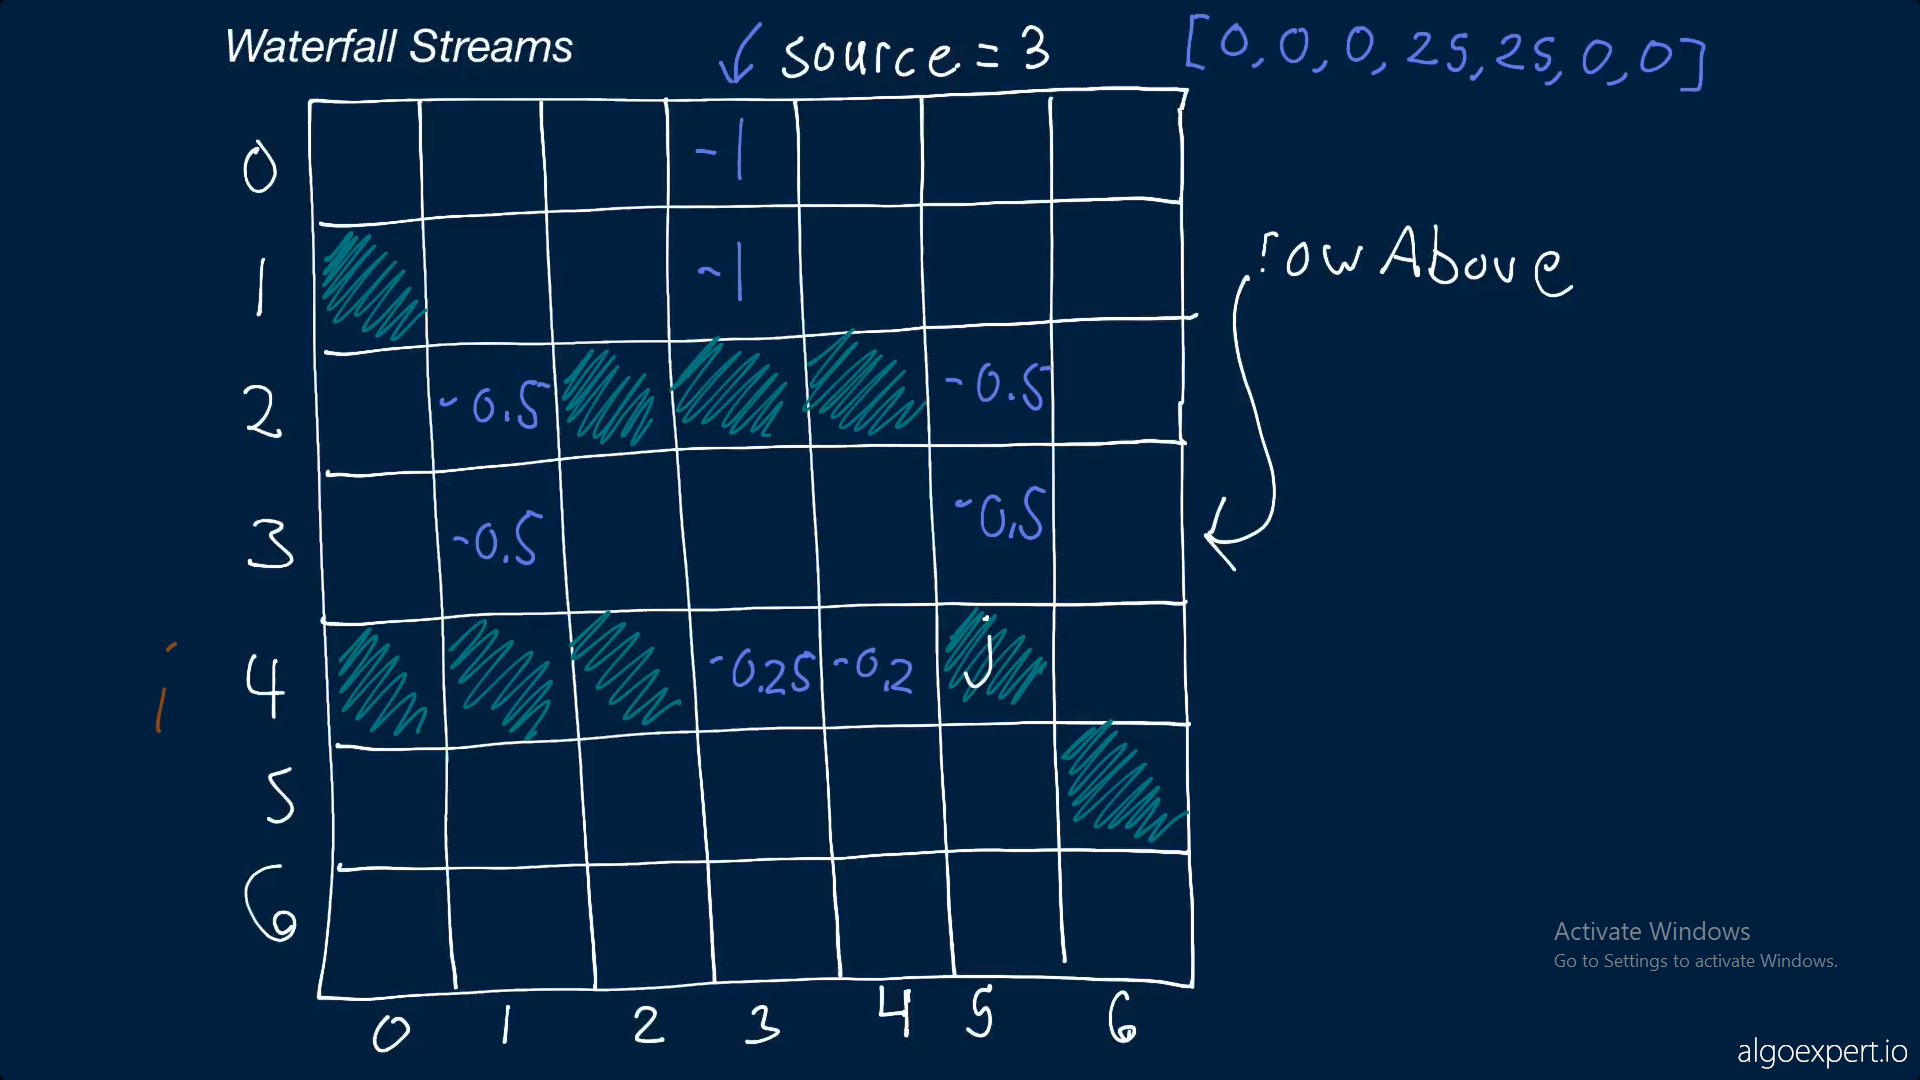 Waterfall Streams
source = 3
[0, 0, 0, 25, 25, 0, 0]
0 -1
1 -1
rowAbove
2 -0.5 -0.5
3 -0.5 -0.5
i 4 -0.25 -0.2 j
5
6
0 1 2 3 4 5 6
Activate Windows
Go to Settings to activate Windows.
algoexpert.io